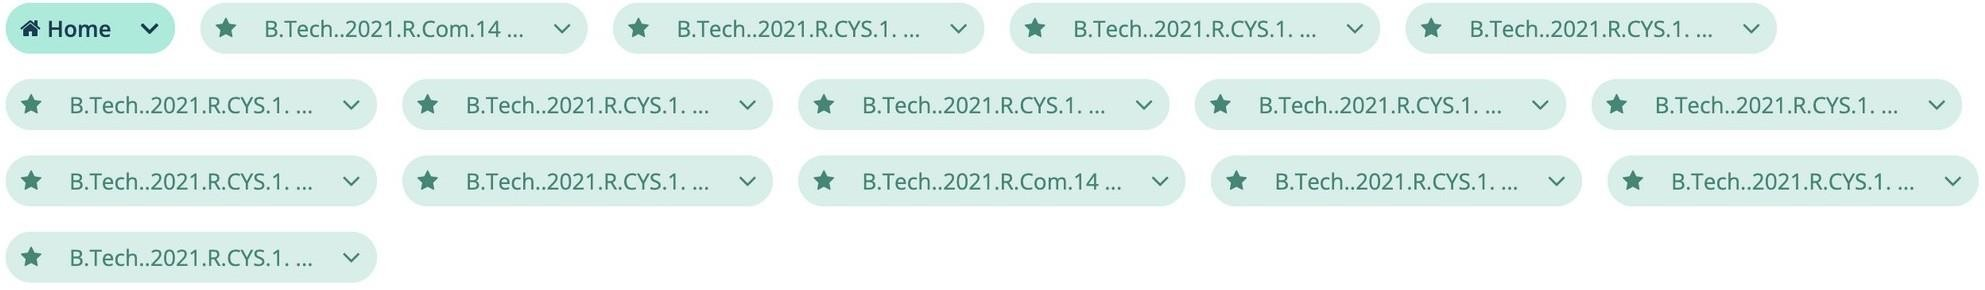 Home B.Tech..2021.R.Com.14 ... B.Tech..2021.R.CYS.1. ... B.Tech..2021.R.CYS.1. ... B.Tech..2021.R.CYS.1. ...
B.Tech..2021.R.CYS.1. ... B.Tech..2021.R.CYS.1. ... B.Tech..2021.R.CYS.1. ... B.Tech..2021.R.CYS.1. ... B.Tech..2021.R.CYS.1. ...
B.Tech..2021.R.CYS.1. ... B.Tech..2021.R.CYS.1. ... B.Tech..2021.R.Com.14 ... B.Tech..2021.R.CYS.1. ... B.Tech..2021.R.CYS.1. ...
B.Tech..2021.R.CYS.1. ...